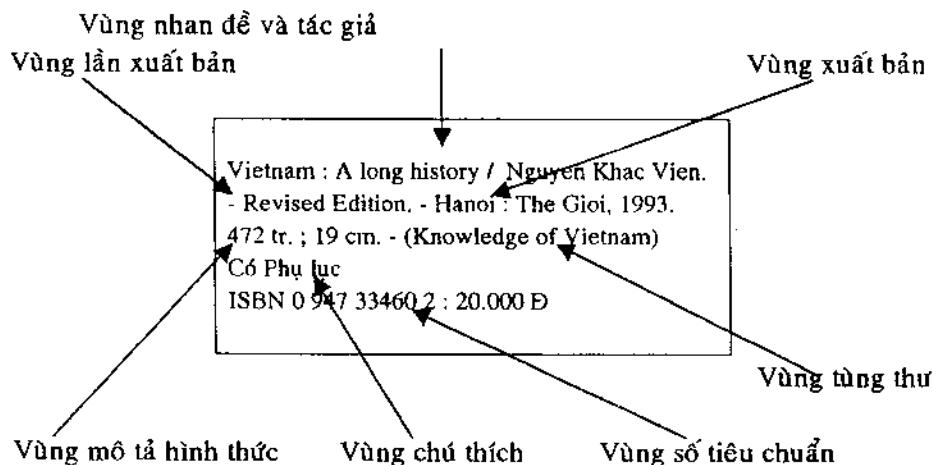 Vùng nhan đề và tác giả
Vùng lần xuất bản
Vùng xuất bản
Vietnam : A long history / Nguyen Khac Vien.
- Revised Edition. - Hanoi : The Gioi, 1993.
472 tr. ; 19 cm. - (Knowledge of Vietnam)
Có Phụ lục
ISBN 0 947 33460 2 : 20.000 Đ
Vùng tùng thư
Vùng mô tả hình thức
Vùng chú thích
Vùng số tiêu chuẩn